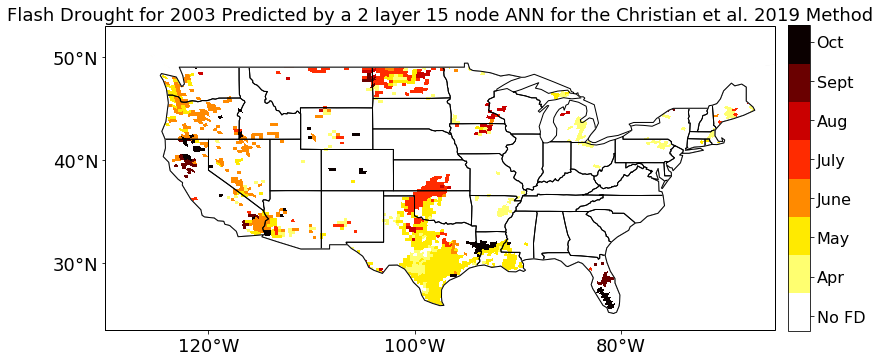 Flash Drought for 2003 Predicted by a 2 layer 15 node ANN for the Christian et al. 2019 Method
50°N
40°N
30°N
120°W
100°W
80°W
Oct
Sept
Aug
July
June
May
Apr
No FD